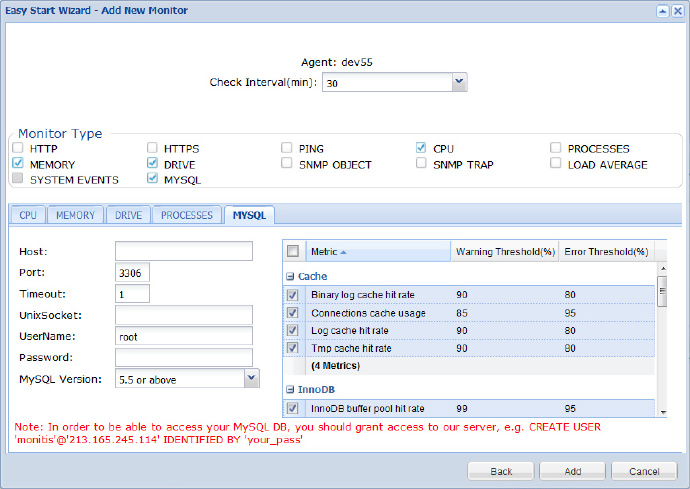 Easy Start Wizard - Add New Monitor
Agent: dev55
Check Interval(min): 30
Monitor Type
HTTP HTTPS PING CPU PROCESSES
MEMORY DRIVE SNMP OBJECT SNMP TRAP LOAD AVERAGE
SYSTEM EVENTS MYSQL
CPU MEMORY DRIVE PROCESSES MYSQL
Host:
Port: 3306
Timeout: 1
UnixSocket:
UserName: root
Password:
MySQL Version: 5.5 or above
Metric Warning Threshold(%) Error Threshold(%)
Cache
Binary log cache hit rate 90 80
Connections cache usage 85 95
Log cache hit rate 90 80
Tmp cache hit rate 90 80
(4 Metrics)
InnoDB
InnoDB buffer pool hit rate 99 95
Note: In order to be able to access your MySQL DB, you should grant access to our server, e.g. CREATE USER
'monitis'@'213.165.245.114' IDENTIFIED BY 'your_pass'
Back Add Cancel